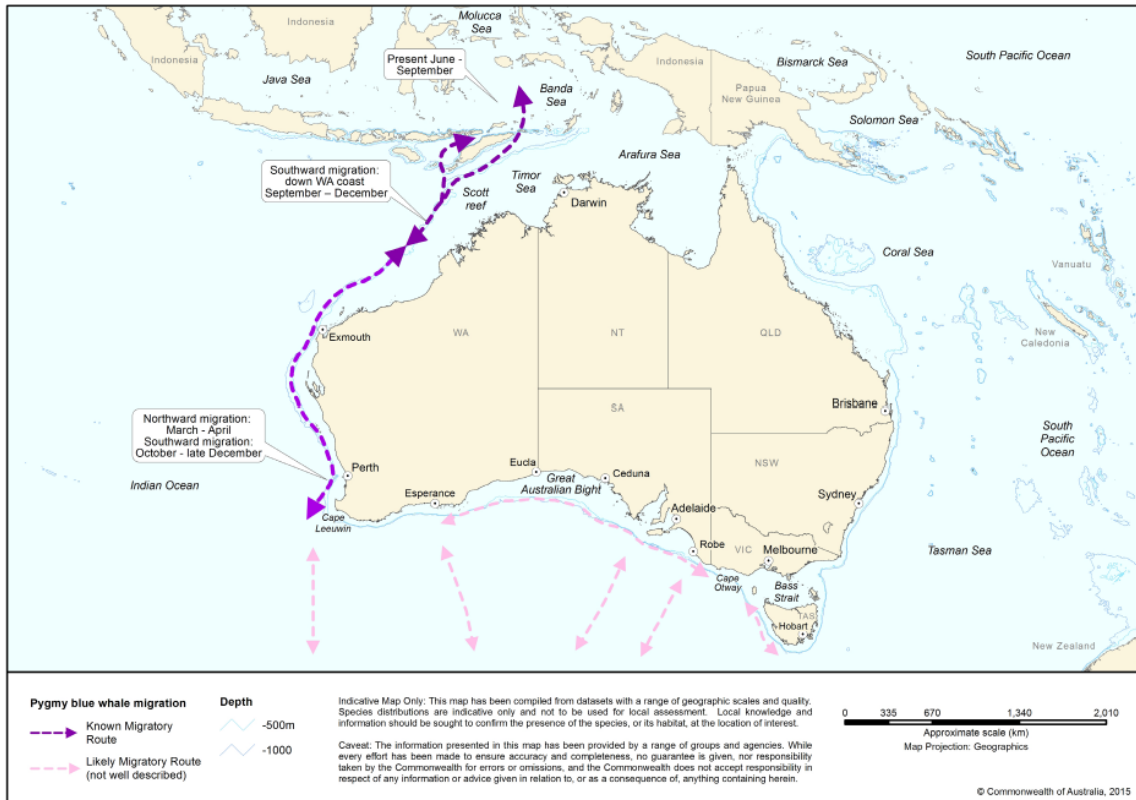 Molucca
Sea
Indonesia
Indonesia
Present June -
September
Java Sea
Banda
Sea
Indonesia
Papua
New Guinea
Bismarck Sea
South Pacific Ocean
Solomon Sea
Arafura Sea
Southward migration:
down WA coast
September – December
Timor
Sea
Scott
reef
Darwin
Coral Sea
Vanuatu
New
Caledonia
Exmouth
WA
NT
QLD
SA
Brisbane
Northward migration:
March - April
Southward migration:
October - late December
South
Pacific
Ocean
Indian Ocean
Perth
Eucla
Great
Australian Bight
Ceduna
NSW
Esperance
Adelaide
Sydney
Cape
Leeuwin
Robe
VIC
Melbourne
Tasman Sea
Cape
Otway
Bass
Strait
TAS
Hobart
New Zealand
Pygmy blue whale migration
Known Migratory
Route
Likely Migratory Route
(not well described)
Depth
-500m
-1000
Indicative Map Only: This map has been compiled from datasets with a range of geographic scales and quality.
Species distributions are indicative only and not to be used for local assessment. Local knowledge and
information should be sought to confirm the presence of the species, or its habitat, at the location of interest.
Caveat: The information presented in this map has been provided by a range of groups and agencies. While
every effort has been made to ensure accuracy and completeness, no guarantee is given, nor responsibility
taken by the Commonwealth for errors or omissions, and the Commonwealth does not accept responsibility in
respect of any information or advice given in relation to, or as a consequence of, anything containing herein.
0 335 670 1,340 2,010
Approximate scale (km)
Map Projection: Geographics
© Commonwealth of Australia, 2015